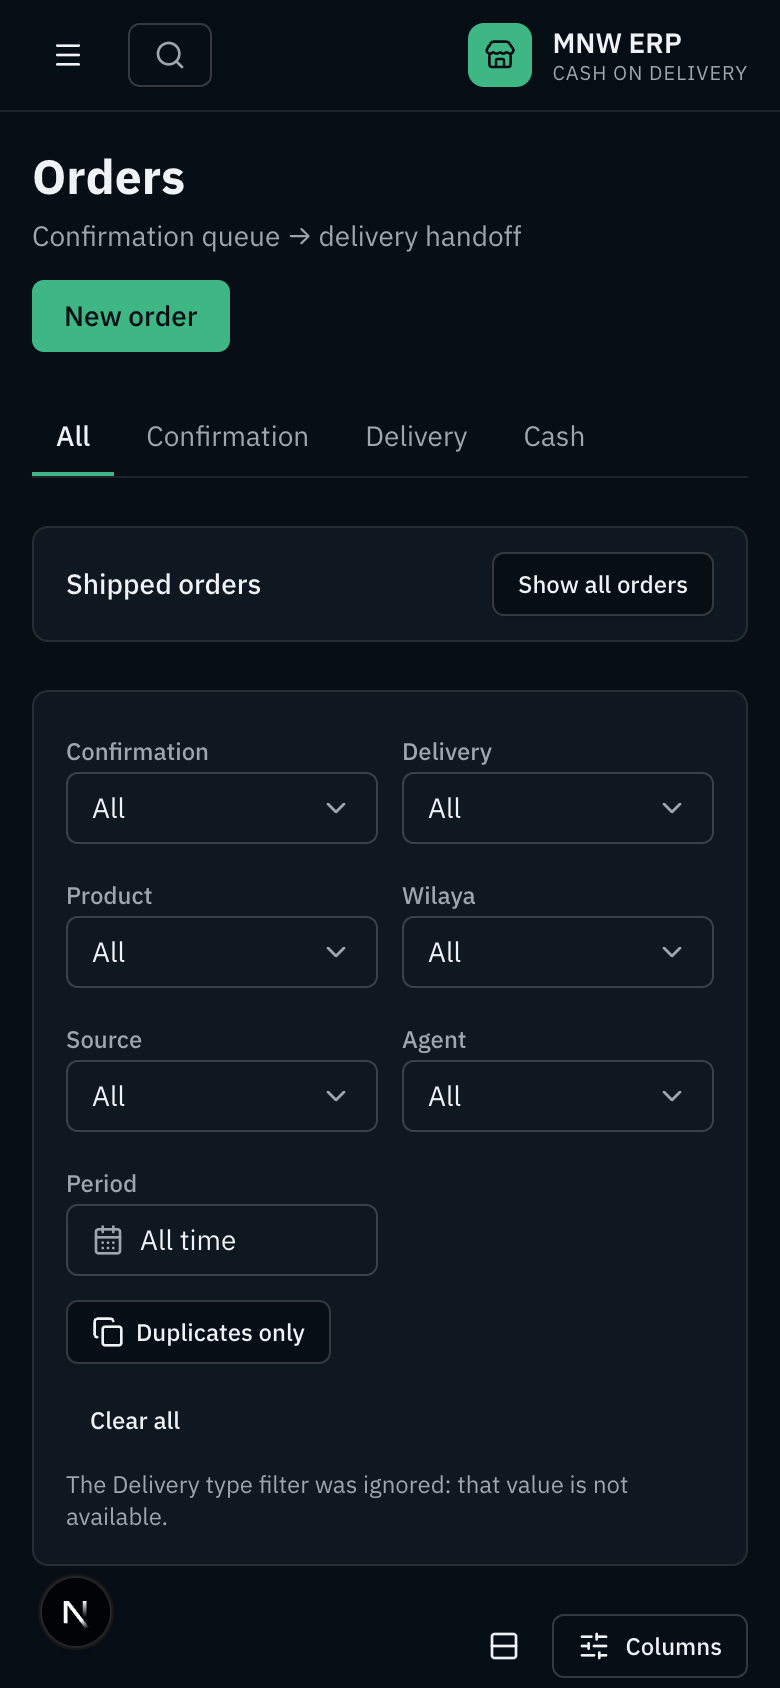 MNW ERP
CASH ON DELIVERY
Orders
Confirmation queue → delivery handoff
New order
All Confirmation Delivery Cash
Shipped orders Show all orders
Confirmation Delivery
All All
Product Wilaya
All All
Source Agent
All All
Period
All time
Duplicates only
Clear all
The Delivery type filter was ignored: that value is not
available.
N
Columns